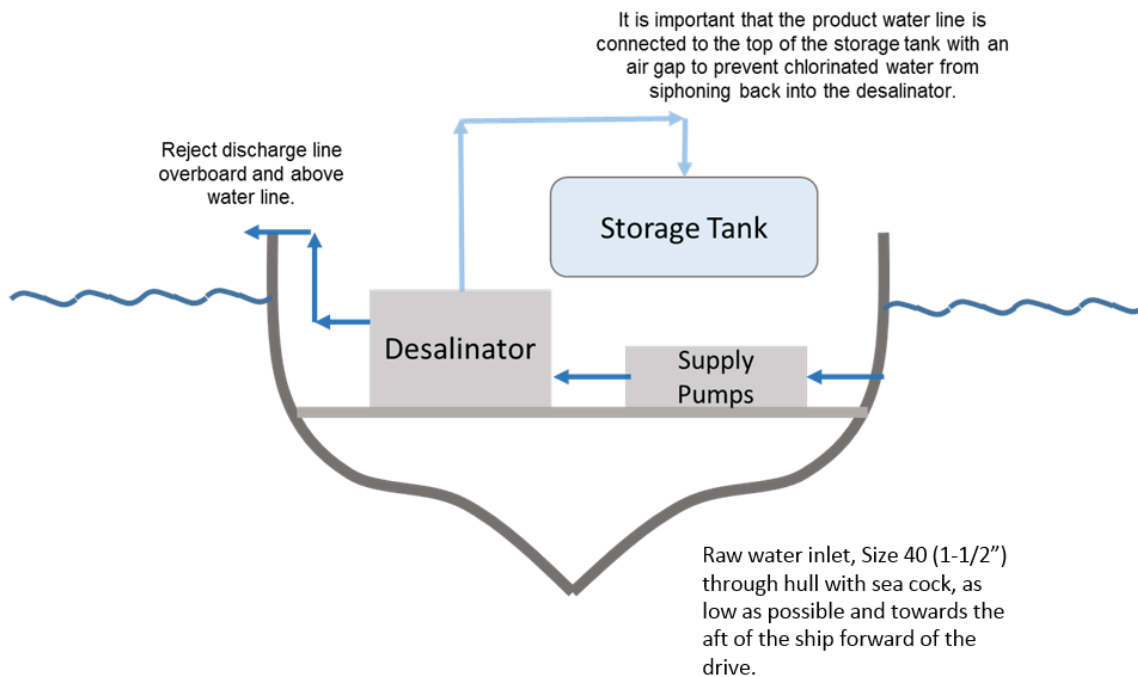 It is important that the product water line is
connected to the top of the storage tank with an
air gap to prevent chlorinated water from
siphoning back into the desalinator.
Reject discharge line
overboard and above
water line.
Storage Tank
Desalinator
Supply
Pumps
Raw water inlet, Size 40 (1-1/2”)
through hull with sea cock, as
low as possible and towards the
aft of the ship forward of the
drive.